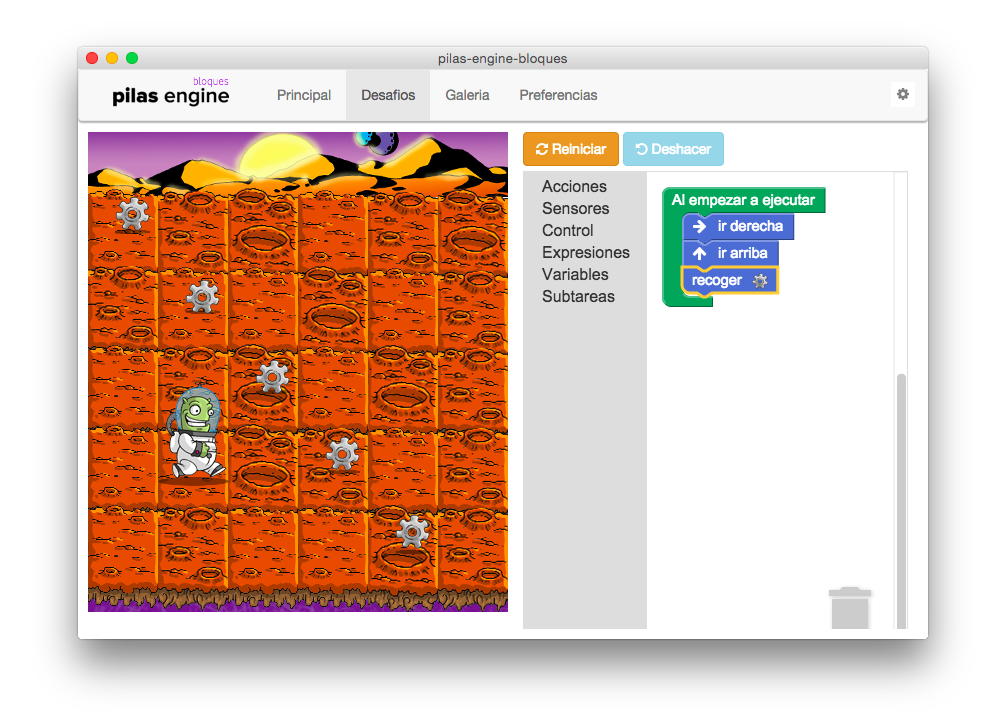 pilas-engine-bloques
bloques
pilas engine
Principal
Desafios
Galeria
Preferencias
Reiniciar
Deshacer
Acciones
Sensores
Control
Expresiones
Variables
Subtareas
Al empezar a ejecutar
ir derecha
ir arriba
recoger